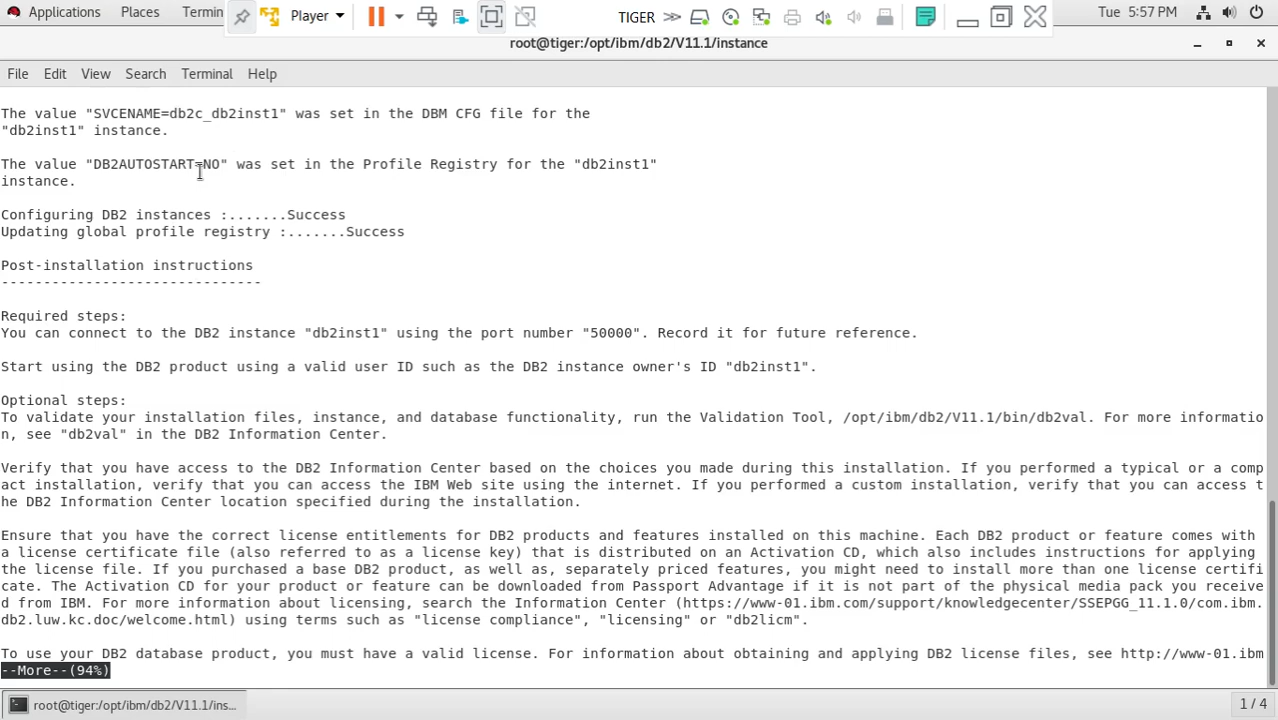 Applications Places Termin
Player TIGER Tue 5:57 PM
root@tiger:/opt/ibm/db2/V11.1/instance
File Edit View Search Terminal Help
The value "SVCENAME=db2c_db2inst1" was set in the DBM CFG file for the
"db2inst1" instance.
The value "DB2AUTOSTART=NO" was set in the Profile Registry for the "db2inst1"
instance.
Configuring DB2 instances :.......Success
Updating global profile registry :.......Success
Post-installation instructions
-------------------------------
Required steps:
You can connect to the DB2 instance "db2inst1" using the port number "50000". Record it for future reference.
Start using the DB2 product using a valid user ID such as the DB2 instance owner's ID "db2inst1".
Optional steps:
To validate your installation files, instance, and database functionality, run the Validation Tool, /opt/ibm/db2/V11.1/bin/db2val. For more informatio
n, see "db2val" in the DB2 Information Center.
Verify that you have access to the DB2 Information Center based on the choices you made during this installation. If you performed a typical or a comp
act installation, verify that you can access the IBM Web site using the internet. If you performed a custom installation, verify that you can access t
he DB2 Information Center location specified during the installation.
Ensure that you have the correct license entitlements for DB2 products and features installed on this machine. Each DB2 product or feature comes with
a license certificate file (also referred to as a license key) that is distributed on an Activation CD, which also includes instructions for applying
the license file. If you purchased a base DB2 product, as well as, separately priced features, you might need to install more than one license certifi
cate. The Activation CD for your product or feature can be downloaded from Passport Advantage if it is not part of the physical media pack you receive
d from IBM. For more information about licensing, search the Information Center (https://www-01.ibm.com/support/knowledgecenter/SSEPGG_11.1.0/com.ibm.
db2.luw.kc.doc/welcome.html) using terms such as "license compliance", "licensing" or "db2licm".
To use your DB2 database product, you must have a valid license. For information about obtaining and applying DB2 license files, see http://www-01.ibm
--More--(94%)
root@tiger:/opt/ibm/db2/V11.1/ins... 1 / 4